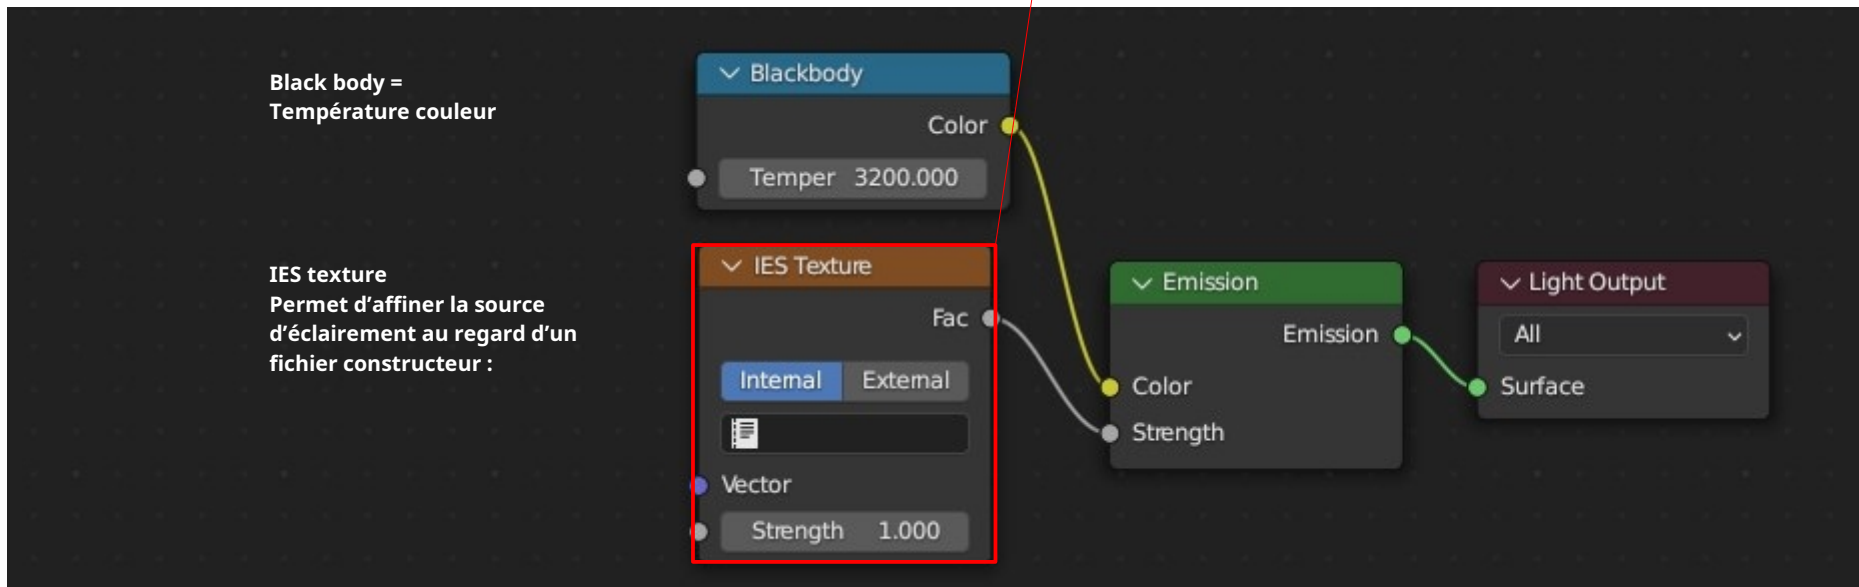 Black body =
Température couleur
IES texture
Permet d’affiner la source
d’éclairement au regard d’un
fichier constructeur :
Blackbody
Color
Temper 3200.000
IES Texture
Fac
Internal External
Vector
Strength 1.000
Emission
Emission
Color
Strength
Light Output
All
Surface